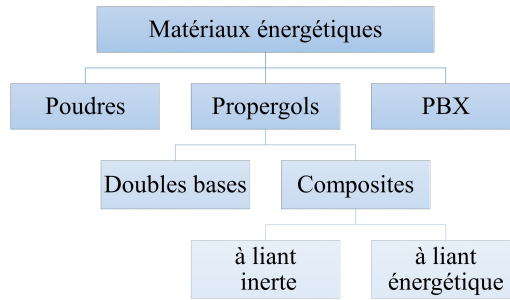 Matériaux énergétiques
Poudres
Propergols
PBX
Doubles bases
Composites
à liant
inerte
à liant
énergétique